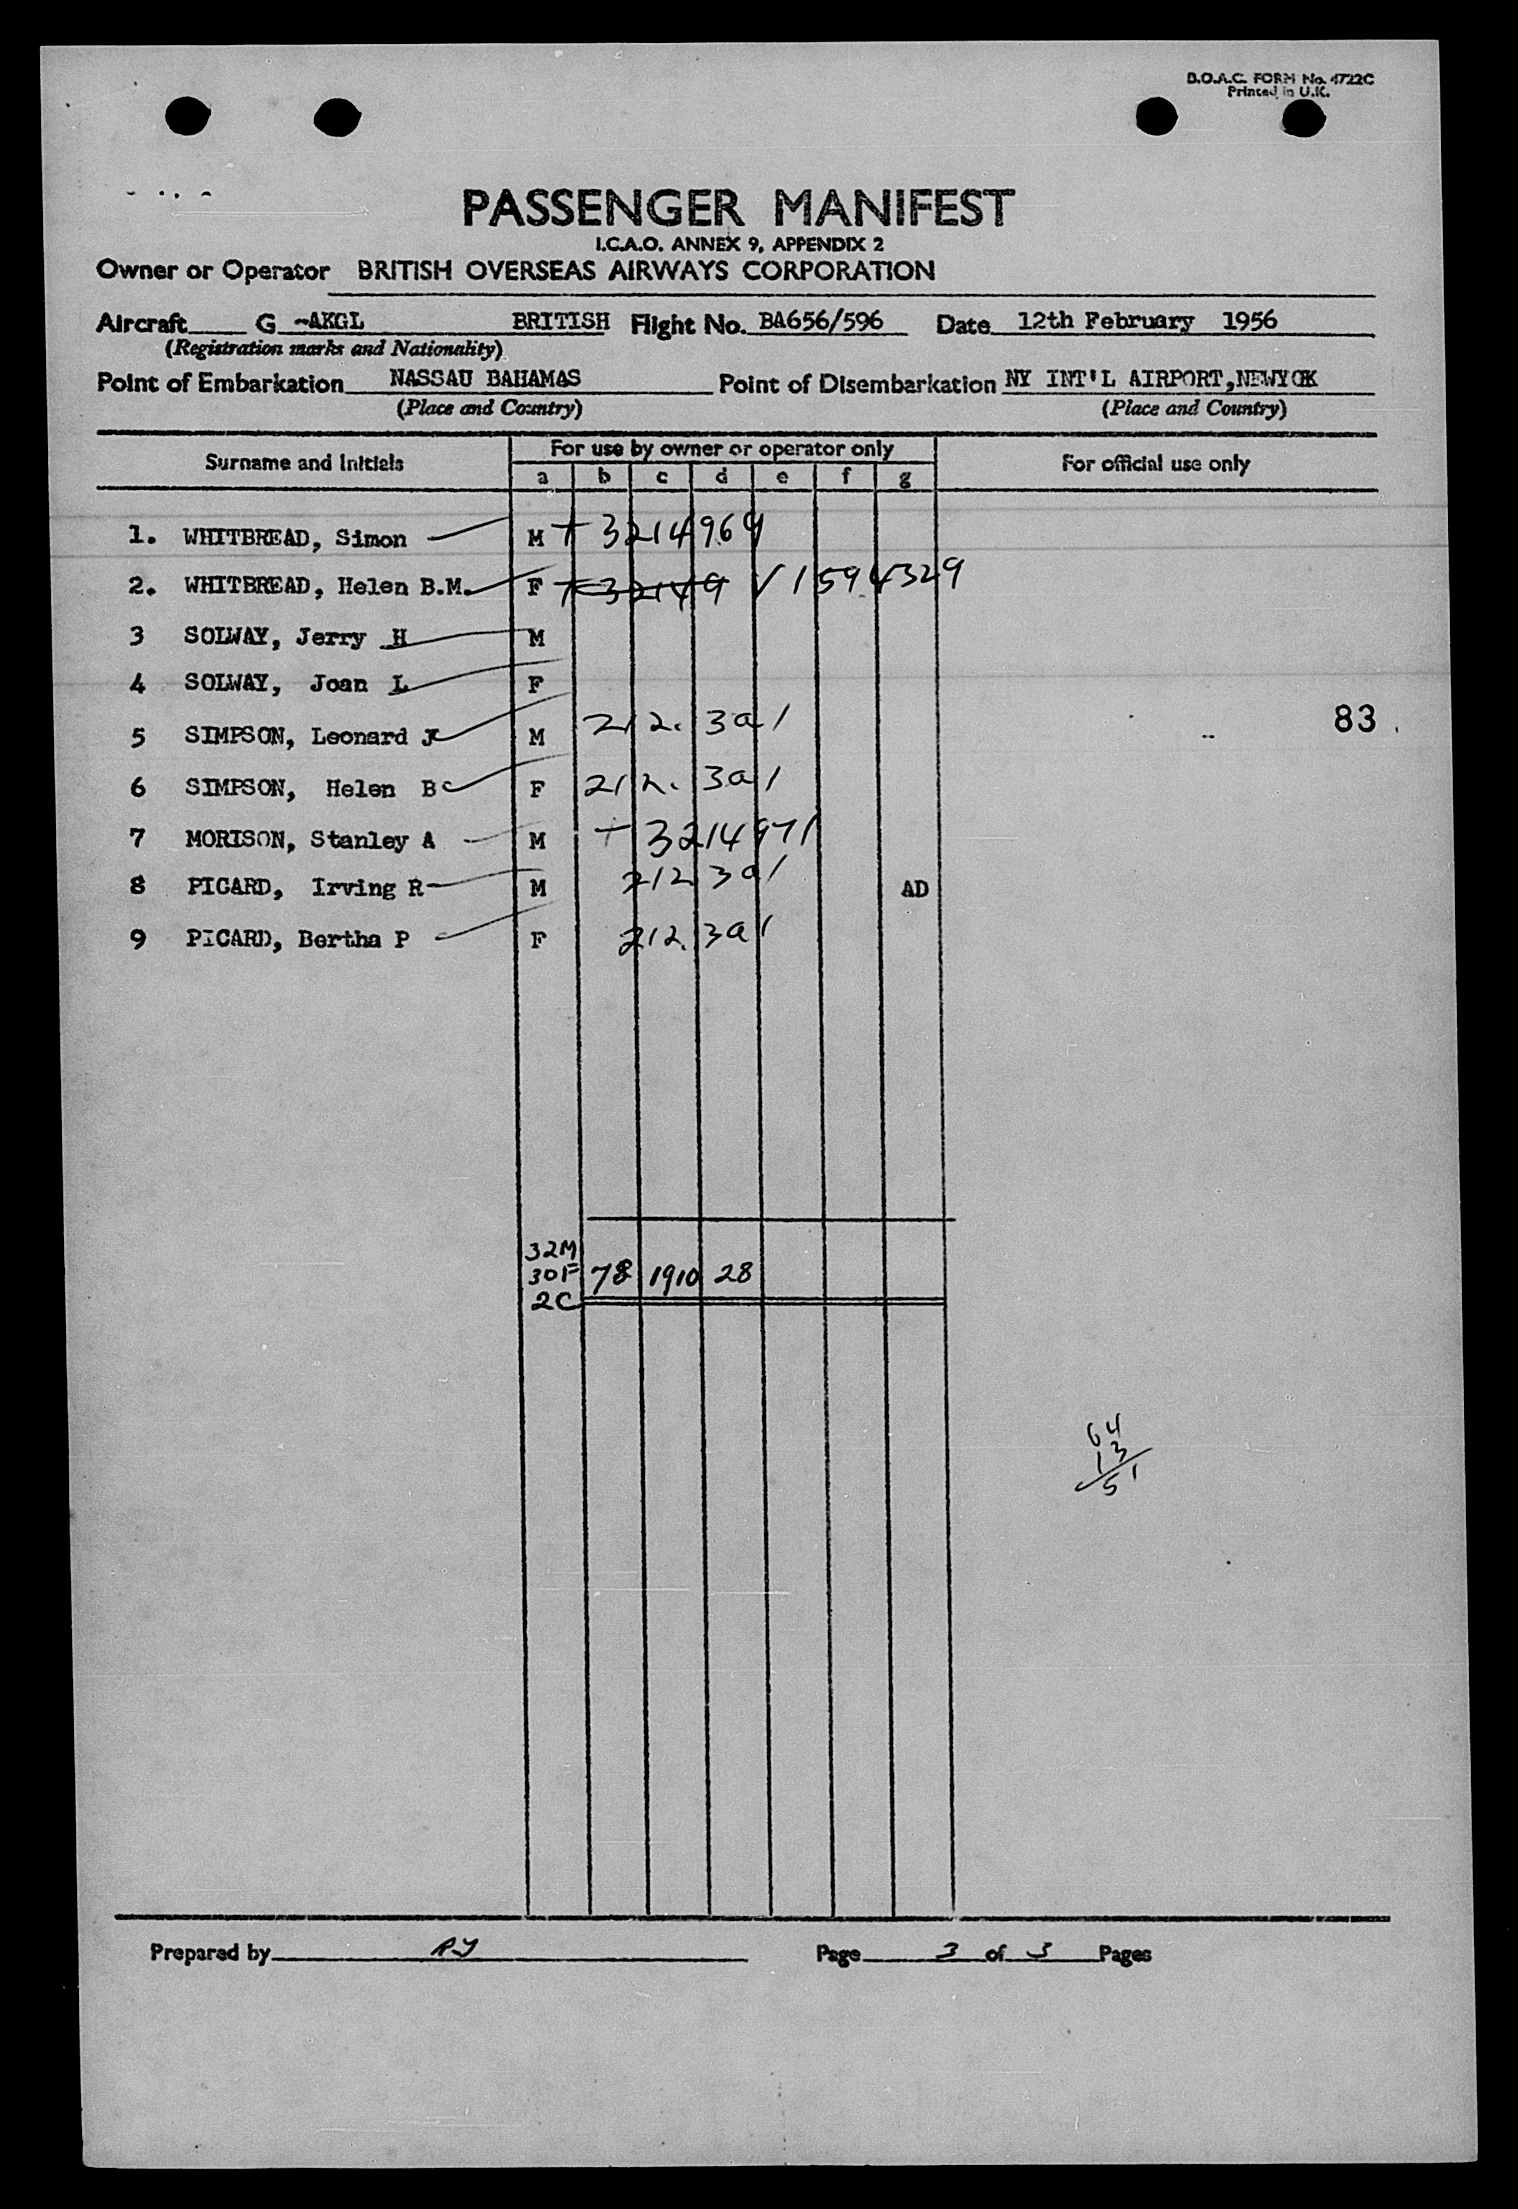 B.O.A.C. FORM No. 4722C
Printed in U.K.
PASSENGER MANIFEST
I.C.A.O. ANNEX 9, APPENDIX 2
Owner or Operator BRITISH OVERSEAS AIRWAYS CORPORATION
Aircraft G -AKGL BRITISH Flight No. BA656/596 Date 12th February 1956
(Registration marks and Nationality)
Point of Embarkation NASSAU BAHAMAS Point of Disembarkation NY INT'L AIRPORT,NEWYOK
(Place and Country) (Place and Country)
Surname and Initials For use by owner or operator only For official use only
a b c d e f g
1. WHITBREAD, Simon M T 3214964
2. WHITBREAD, Helen B.M. F T 32149 V1594329
3 SOLWAY, Jerry H M
4 SOLWAY, Joan L F
5 SIMPSON, Leonard J M 212. 3a1
83
6 SIMPSON, Helen B F 212. 3a1
7 MORISON, Stanley A M T 3214971
8 PICARD, Irving R M 212 3a1 AD
9 PICARD, Bertha P F 212. 3a1
32M
30F 78 1910 28
2C
64
13
51
Prepared by Page 3 of 3 Pages